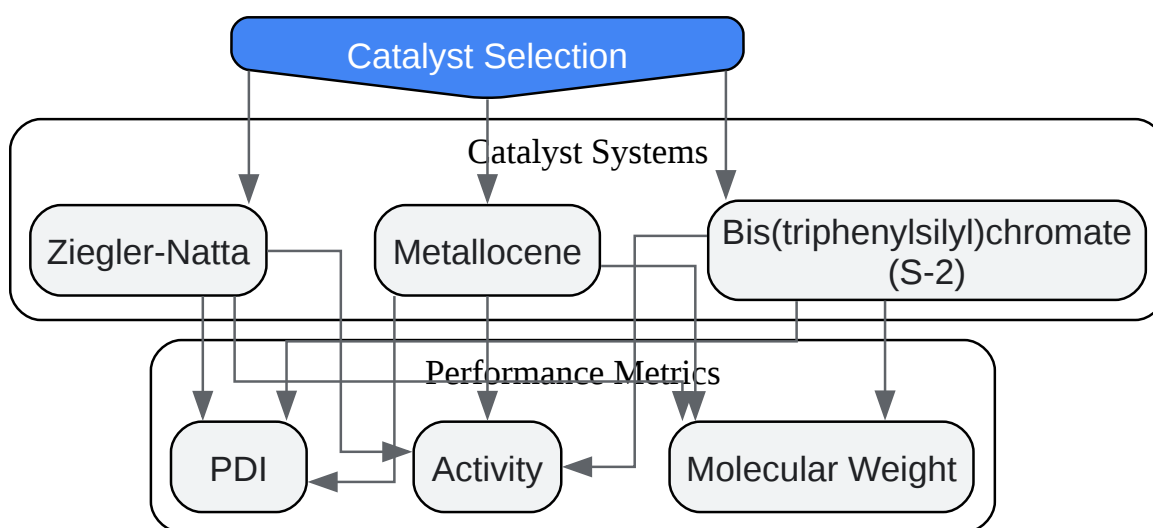 Catalyst Selection
Catalyst Systems
Ziegler-Natta
Metallocene
Bis(triphenylsilyl)chromate
(S-2)
Performance Metrics
PDI
Activity
Molecular Weight